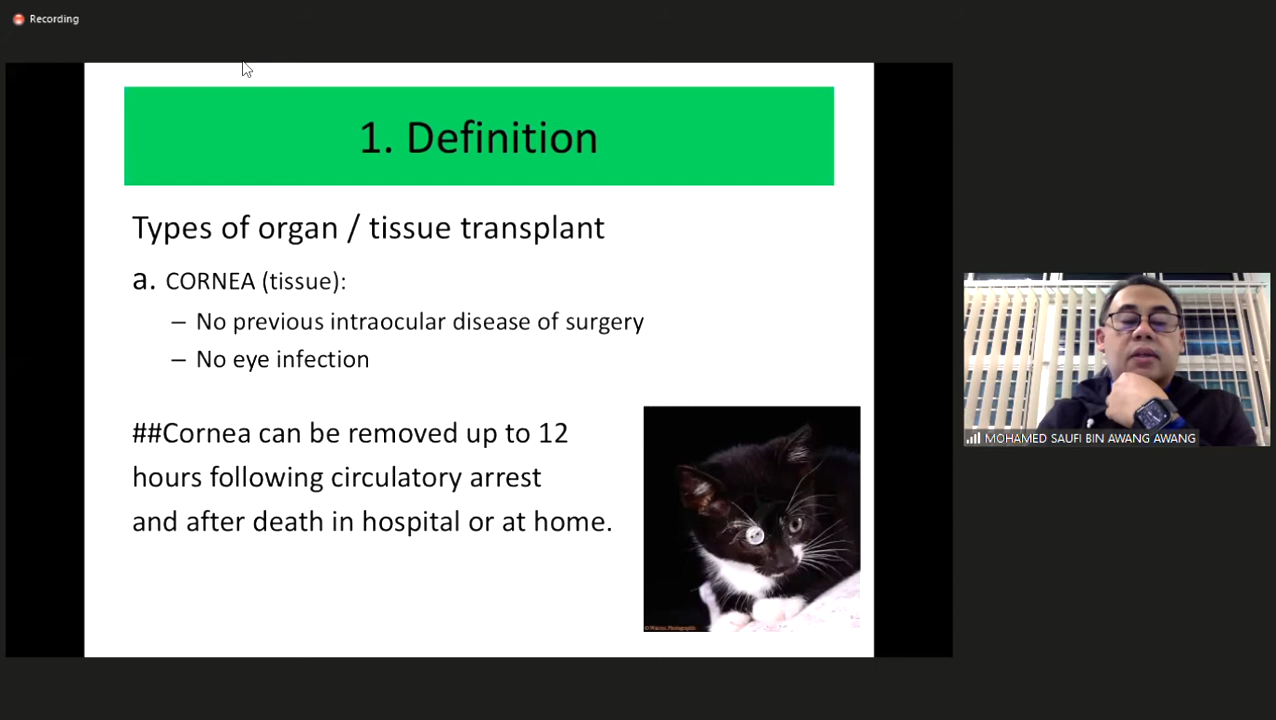 Recording
1. Definition
Types of organ / tissue transplant
a. CORNEA (tissue):
– No previous intraocular disease of surgery
– No eye infection
##Cornea can be removed up to 12
hours following circulatory arrest
and after death in hospital or at home.
MOHAMED SAUFI BIN AWANG AWANG